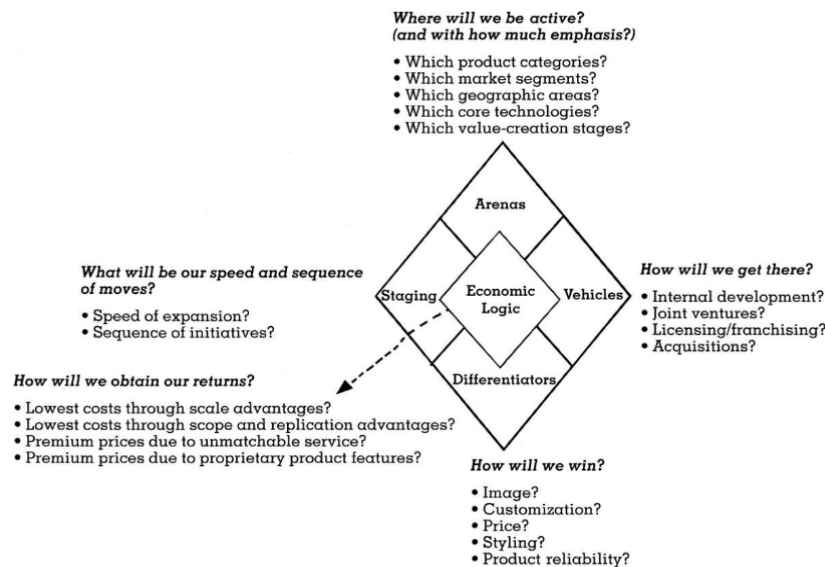 Where will we be active?
(and with how much emphasis?)
• Which product categories?
• Which market segments?
• Which geographic areas?
• Which core technologies?
• Which value-creation stages?
Arenas
What will be our speed and sequence
of moves?
• Speed of expansion?
• Sequence of initiatives?
Staging
Economic
Logic
Vehicles
How will we get there?
• Internal development?
• Joint ventures?
• Licensing/franchising?
• Acquisitions?
How will we obtain our returns?
• Lowest costs through scale advantages?
• Lowest costs through scope and replication advantages?
• Premium prices due to unmatchable service?
• Premium prices due to proprietary product features?
Differentiators
How will we win?
• Image?
• Customization?
• Price?
• Styling?
• Product reliability?